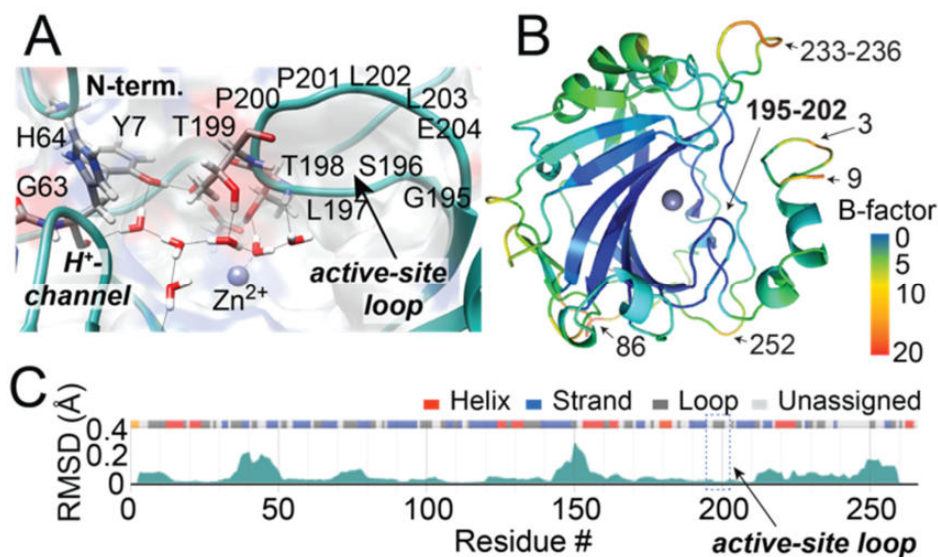 A
N-term.
P201 L202
P200
L203
H64 Y7 T199
E204
T198 S196
G63
G195
L197
H+-
channel
active-site
loop
Zn2+
B
233-236
195-202
3
9
B-factor
0
5
10
20
86
252
C
Helix Strand Loop Unassigned
RMSD (Å)
0.4
0.2
0
0 50 100 150 200 250
Residue #
active-site loop